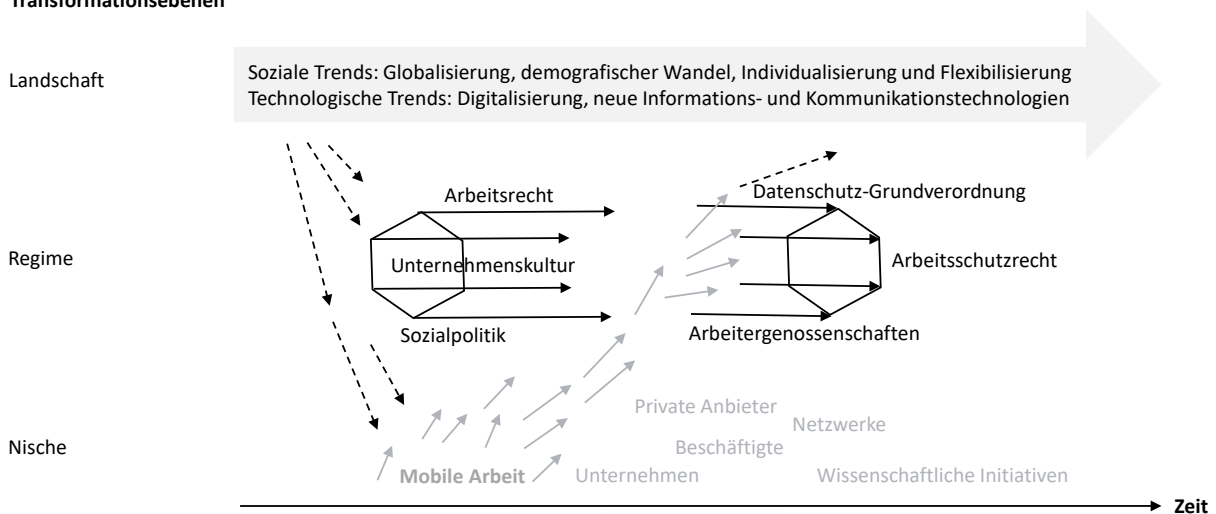 Transformationsebenen
Landschaft
Soziale Trends: Globalisierung, demografischer Wandel, Individualisierung und Flexibilisierung
Technologische Trends: Digitalisierung, neue Informations- und Kommunikationstechnologien
Arbeitsrecht
Datenschutz-Grundverordnung
Regime
Unternehmenskultur
Arbeitsschutzrecht
Sozialpolitik
Arbeitergenossenschaften
Private Anbieter
Netzwerke
Nische
Beschäftigte
Mobile Arbeit
Unternehmen
Wissenschaftliche Initiativen
Zeit